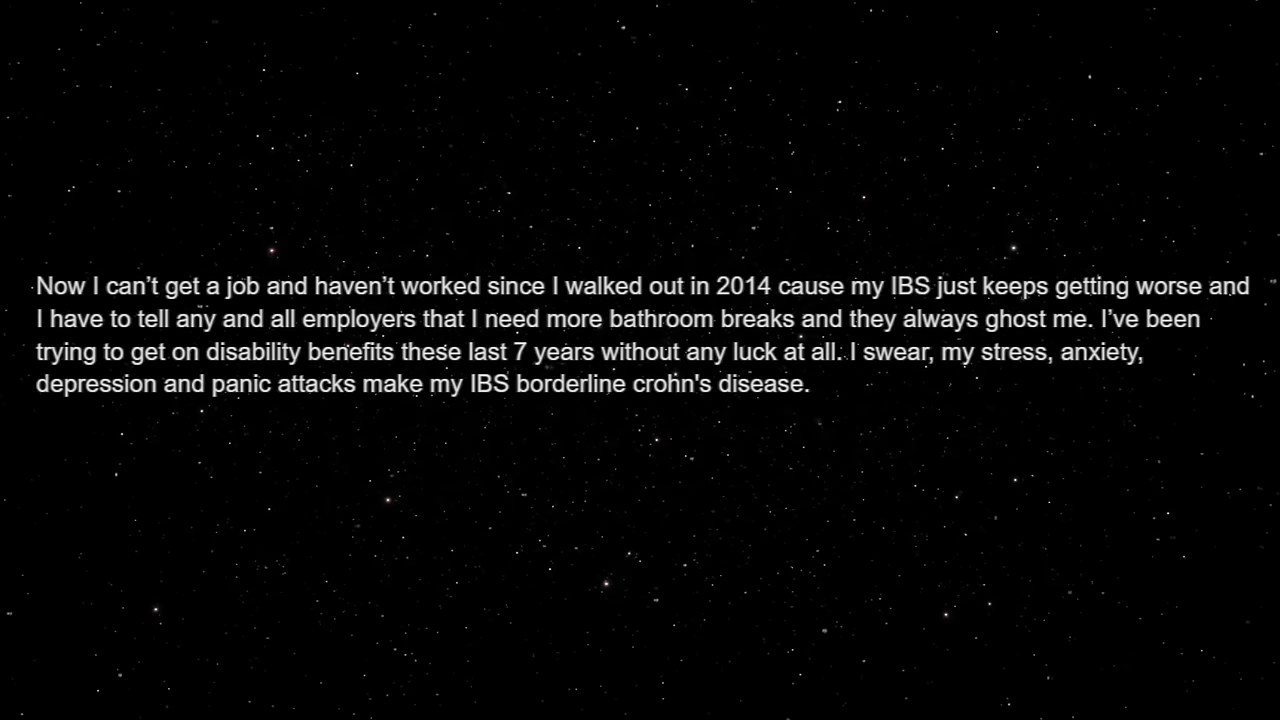 Now I can’t get a job and haven’t worked since I walked out in 2014 cause my IBS just keeps getting worse and
I have to tell any and all employers that I need more bathroom breaks and they always ghost me. I’ve been
trying to get on disability benefits these last 7 years without any luck at all. I swear, my stress, anxiety,
depression and panic attacks make my IBS borderline crohn's disease.